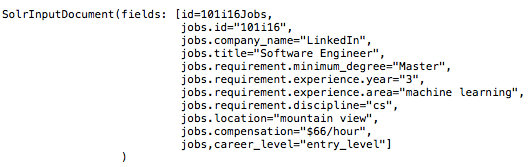 SolrInputDocument(fields: [id=101i16Jobs,
jobs.id="101i16",
jobs.company_name="LinkedIn",
jobs.title="Software Engineer",
jobs.requirement.minimum_degree="Master",
jobs.requirement.experience.year="3",
jobs.requirement.experience.area="machine learning",
jobs.requirement.discipline="cs",
jobs.location="mountain view",
jobs.compensation="$66/hour",
jobs,career_level="entry_level"]
)